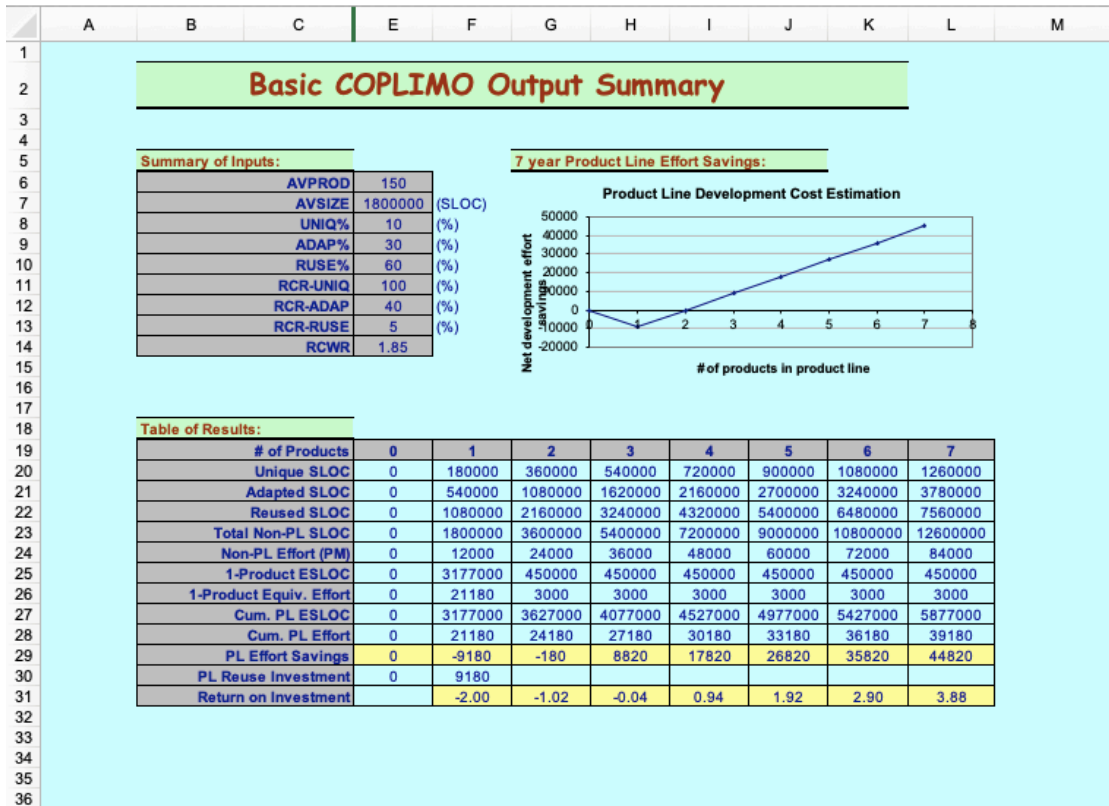 A B C E F G H I J K L M
1
2 Basic COPLIMO Output Summary
3
4
5 Summary of Inputs: 7 year Product Line Effort Savings:
6 AVPROD 150
7 AVSIZE 1800000 (SLOC)
8 UNIQ% 10 (%)
9 ADAP% 30 (%)
10 RUSE% 60 (%)
11 RCR-UNIQ 100 (%)
12 RCR-ADAP 40 (%)
13 RCR-RUSE 5 (%)
14 RCWR 1.85
Product Line Development Cost Estimation
Net development effort savings
50000
40000
30000
20000
10000
0
-10000
-20000
0 1 2 3 4 5 6 7 8
# of products in product line
15
16
17
18 Table of Results:
19 # of Products 0 1 2 3 4 5 6 7
20 Unique SLOC 0 180000 360000 540000 720000 900000 1080000 1260000
21 Adapted SLOC 0 540000 1080000 1620000 2160000 2700000 3240000 3780000
22 Reused SLOC 0 1080000 2160000 3240000 4320000 5400000 6480000 7560000
23 Total Non-PL SLOC 0 1800000 3600000 5400000 7200000 9000000 10800000 12600000
24 Non-PL Effort (PM) 0 12000 24000 36000 48000 60000 72000 84000
25 1-Product ESLOC 0 3177000 450000 450000 450000 450000 450000 450000
26 1-Product Equiv. Effort 0 21180 3000 3000 3000 3000 3000 3000
27 Cum. PL ESLOC 0 3177000 3627000 4077000 4527000 4977000 5427000 5877000
28 Cum. PL Effort 0 21180 24180 27180 30180 33180 36180 39180
29 PL Effort Savings 0 -9180 -180 8820 17820 26820 35820 44820
30 PL Reuse Investment 0 9180
31 Return on Investment -2.00 -1.02 -0.04 0.94 1.92 2.90 3.88
32
33
34
35
36